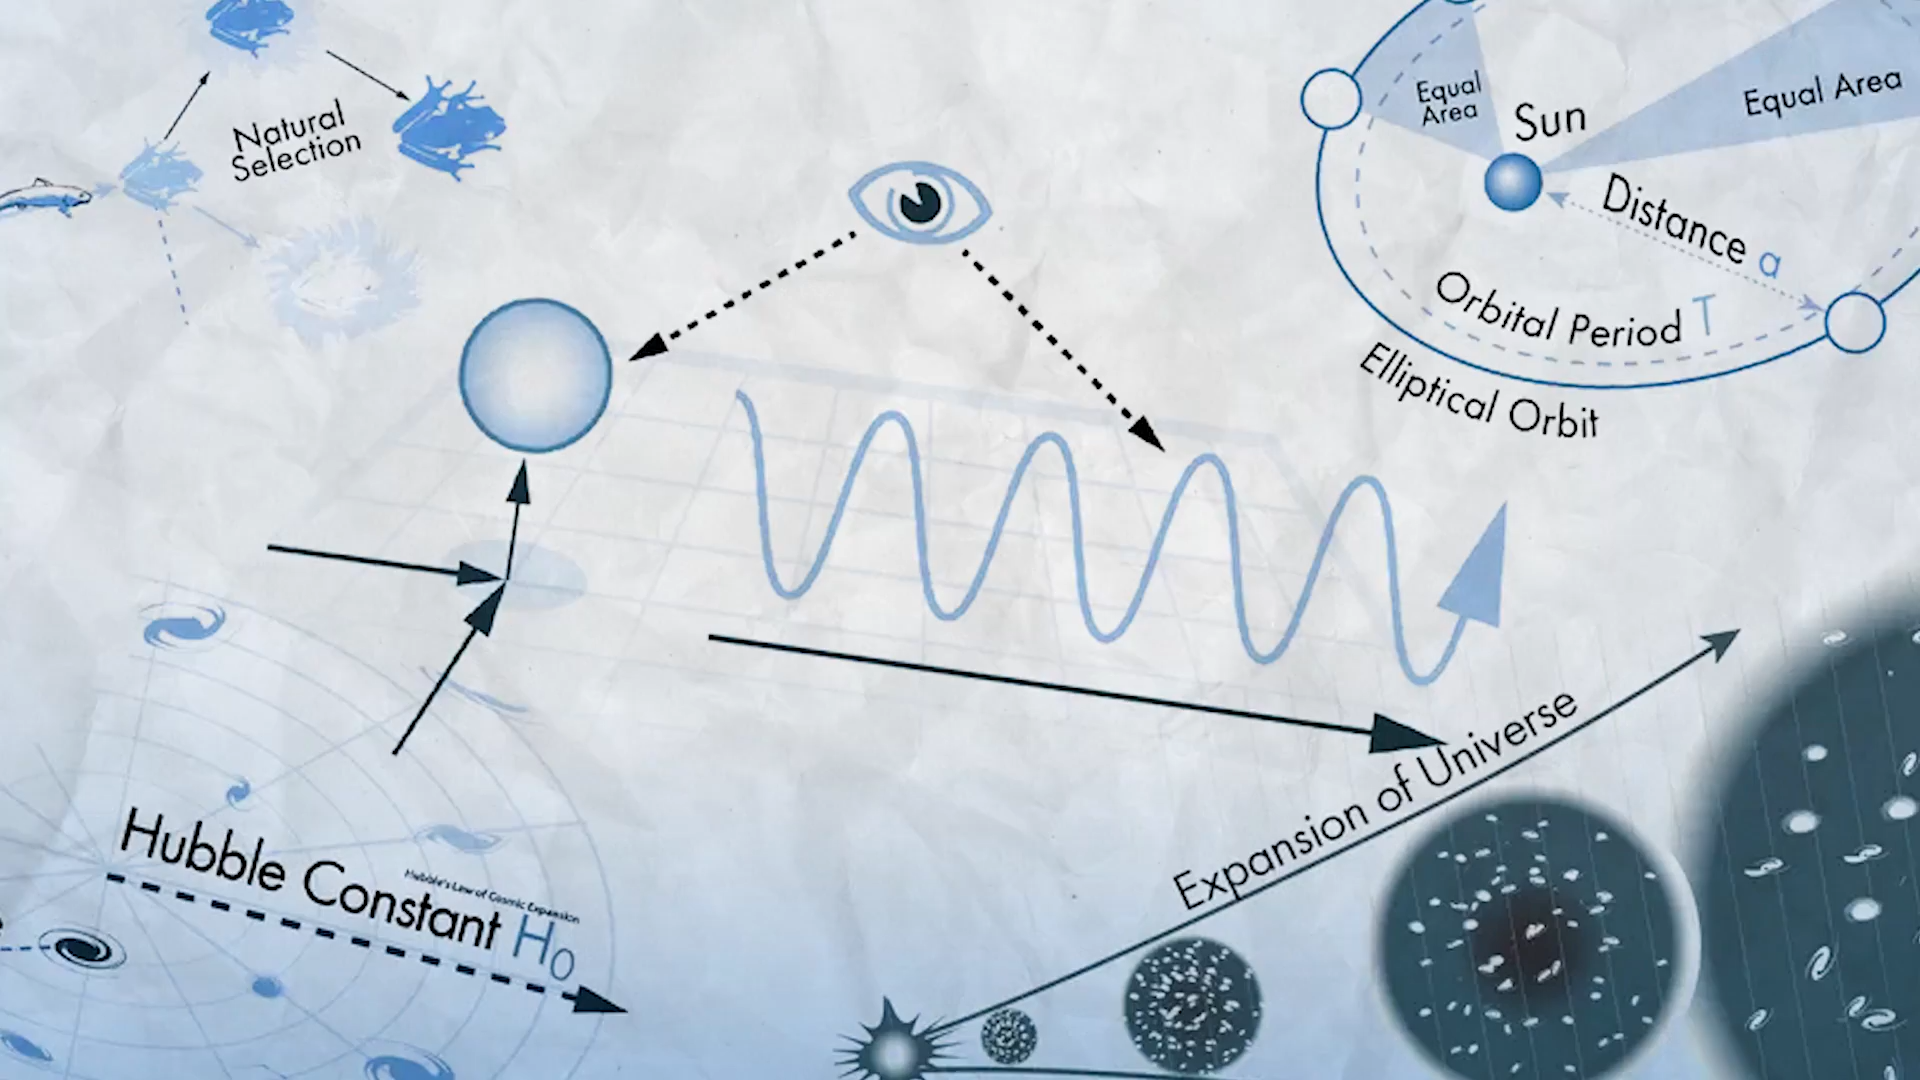 Natural
Selection
Equal
Area
Sun
Equal Area
Distance a
Orbital Period T
Elliptical Orbit
Expansion of Universe
Hubble's Law of Cosmic Expansion
Hubble Constant H0